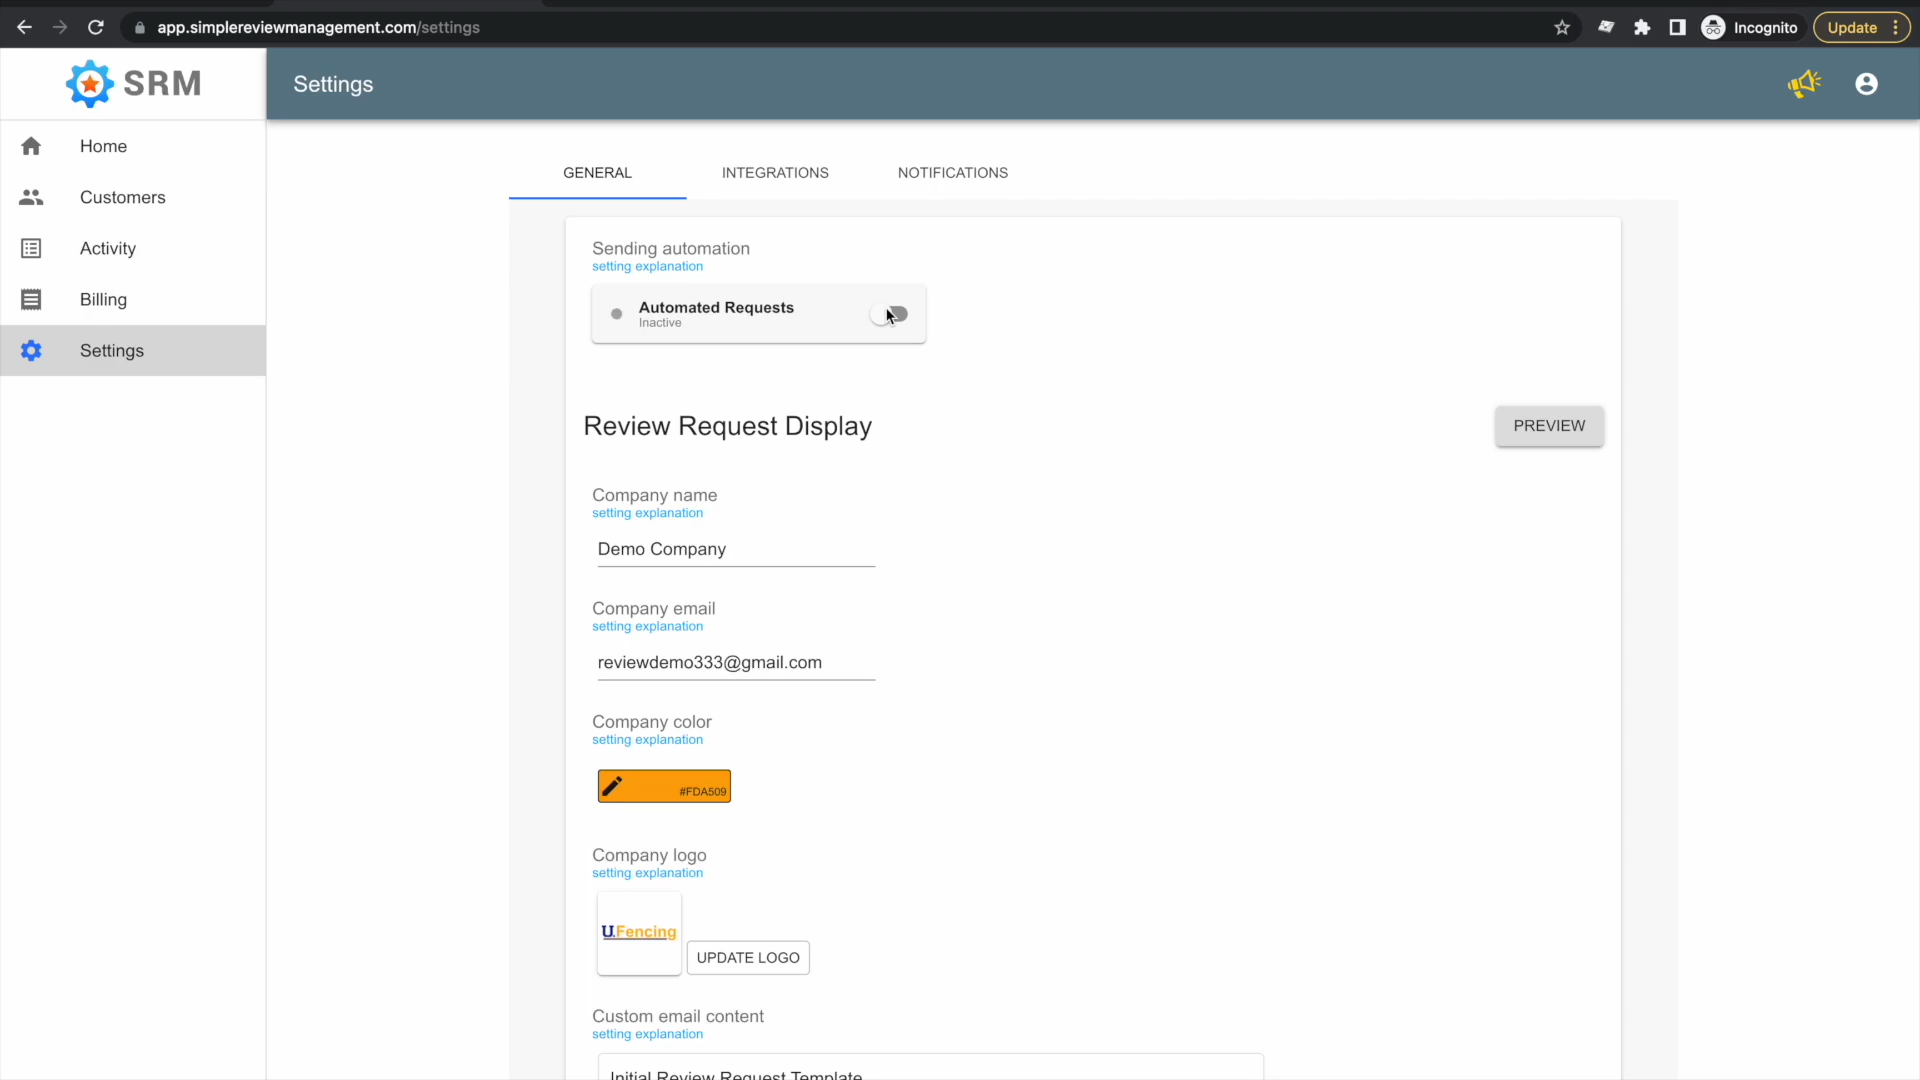 app.simplereviewmanagement.com/settings
Incognito
Update
SRM
Settings
Home
Customers
Activity
Billing
Settings
GENERAL
INTEGRATIONS
NOTIFICATIONS
Sending automation
setting explanation
Automated Requests
Inactive
Review Request Display
PREVIEW
Company name
setting explanation
Demo Company
Company email
setting explanation
reviewdemo333@gmail.com
Company color
setting explanation
#FDA509
Company logo
setting explanation
U.Fencing
UPDATE LOGO
Custom email content
setting explanation
Initial Review Request Template